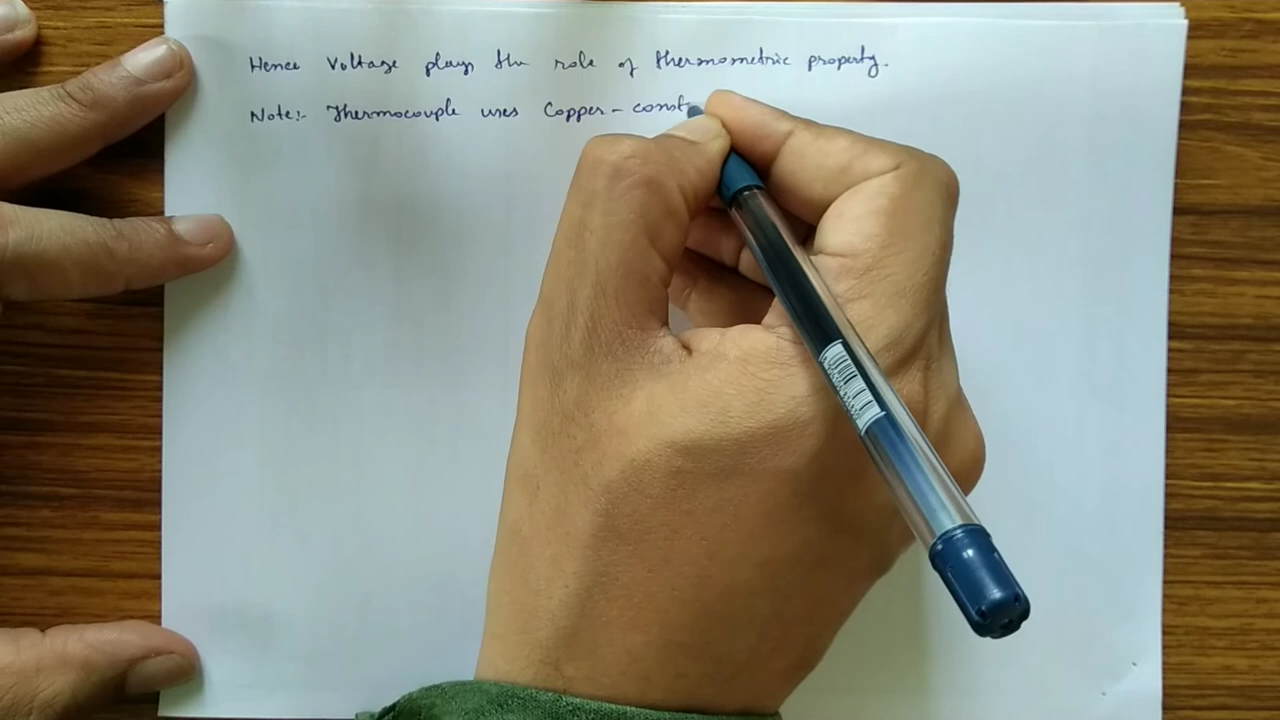 Hence Voltage plays the role of thermometric property.
Note:- Thermocouple uses Copper - const